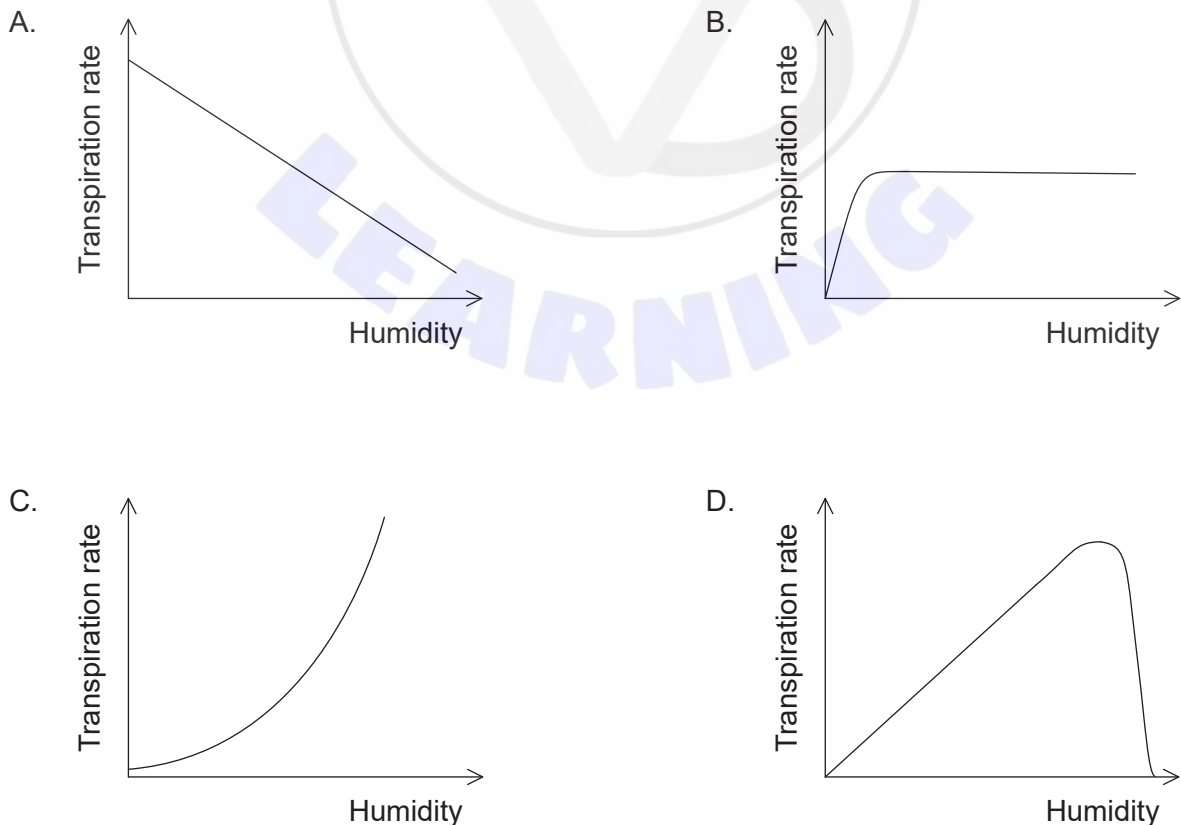 A.
Transpiration rate
Humidity
B.
Transpiration rate
Humidity
LEARNING
C.
Transpiration rate
Humidity
D.
Transpiration rate
Humidity